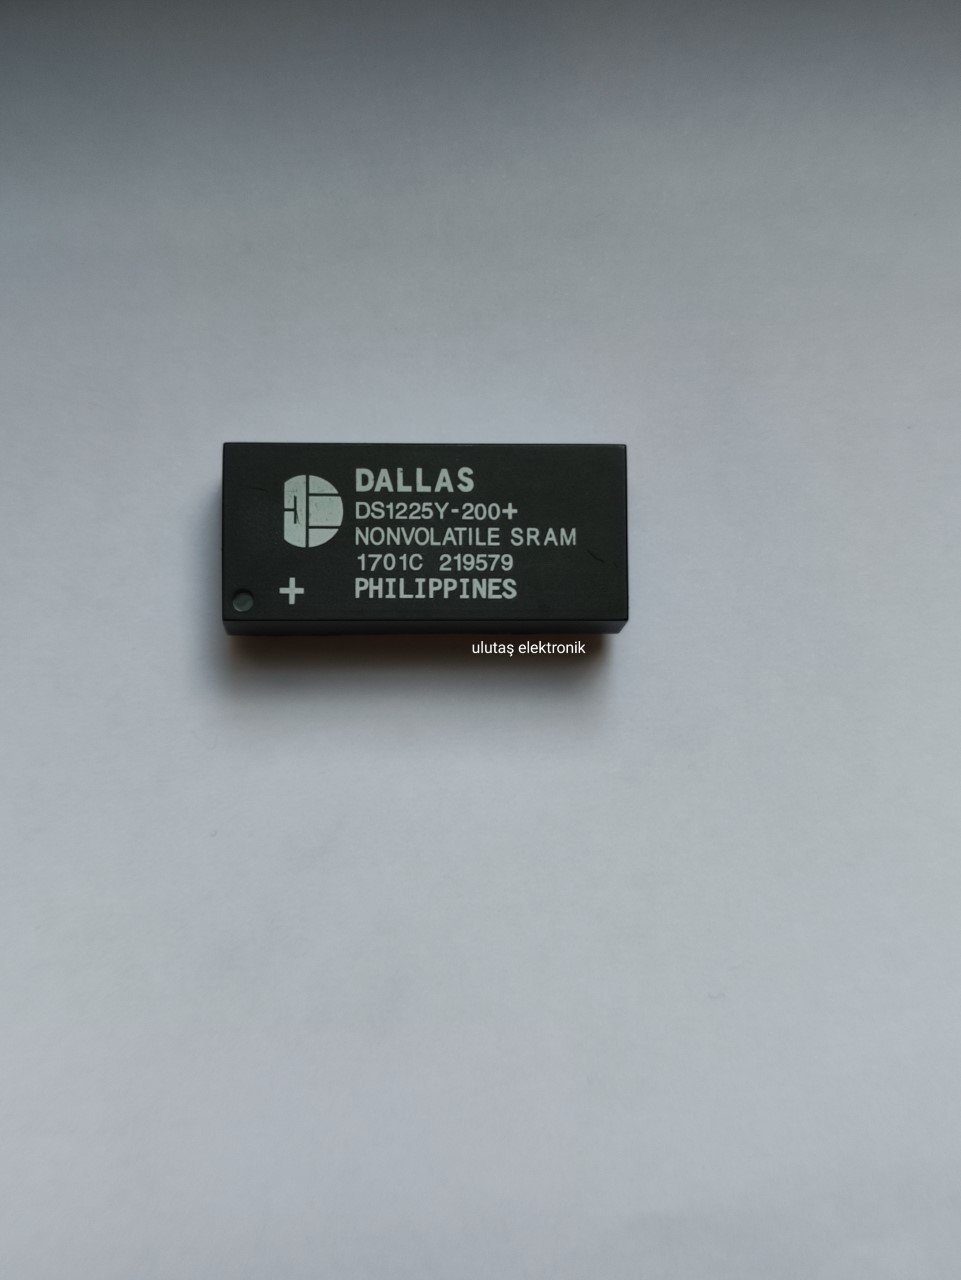 DALLAS
DS1225Y-200+
NONVOLATILE SRAM
1701C 219579
+ PHILIPPINES
ulutaş elektronik